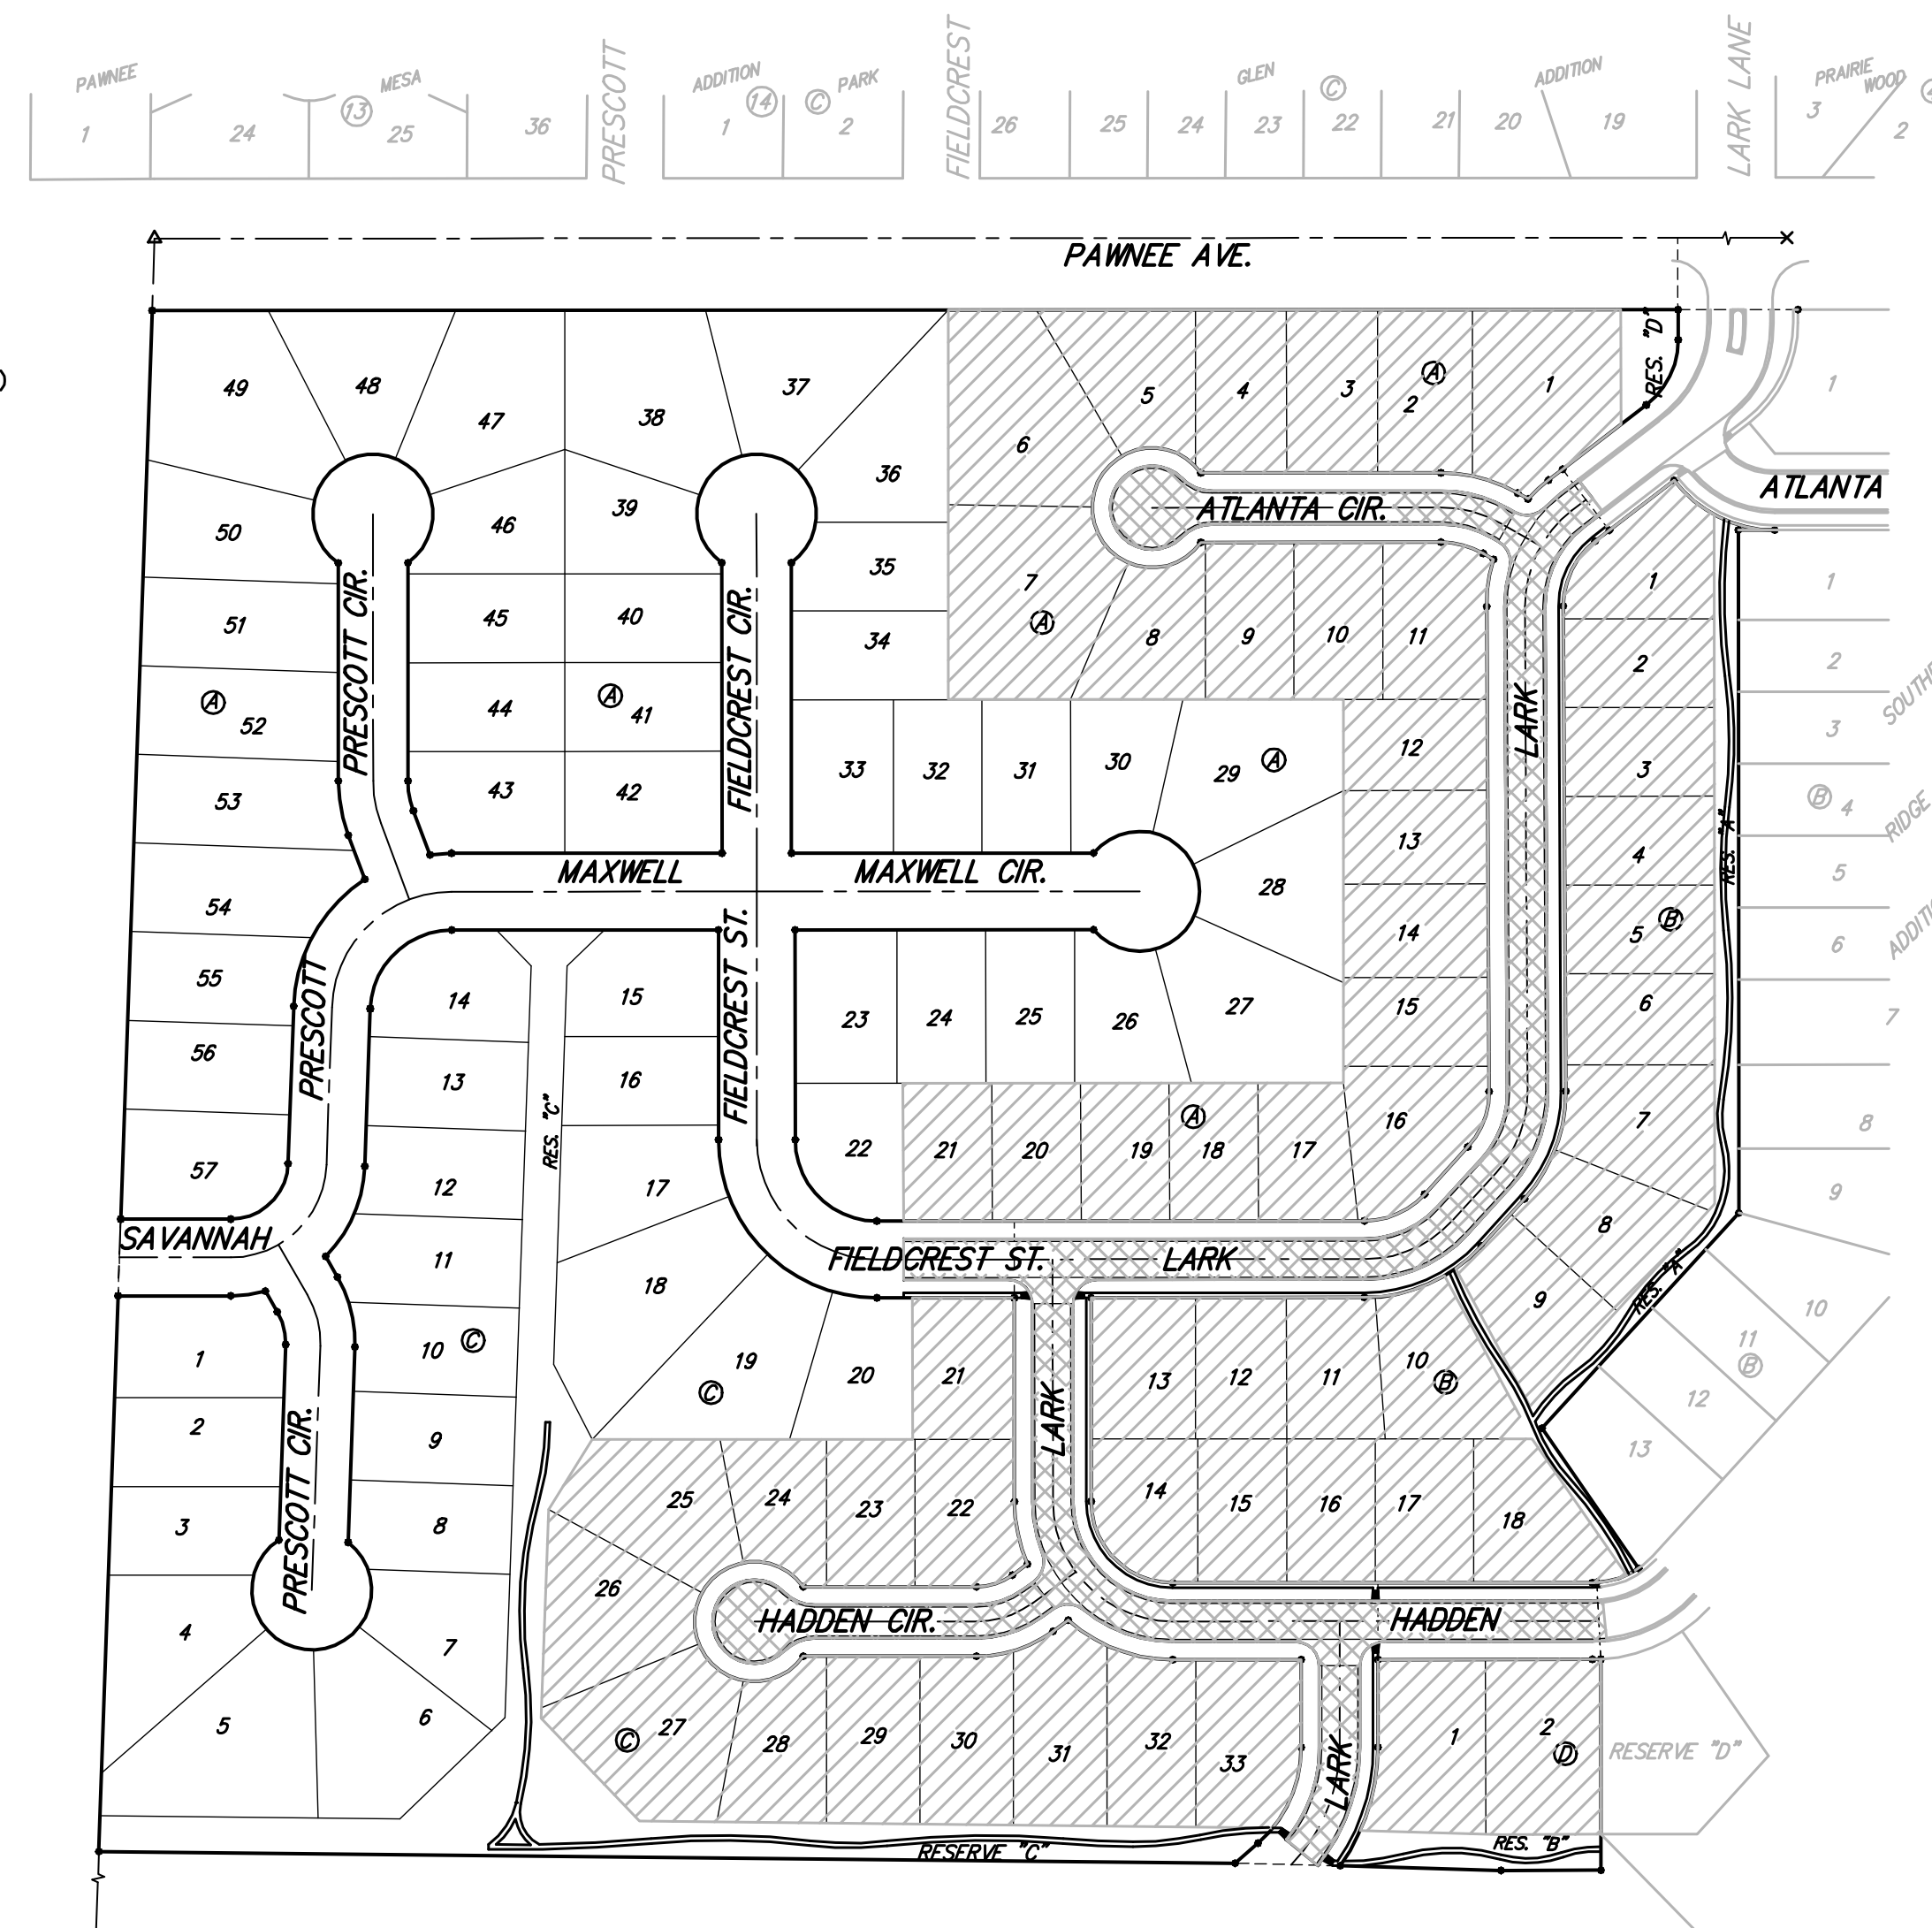 PAWNEE
MESA
ADDITION
PARK
GLEN
ADDITION
PRAIRIE
WOOD
1
24
13
25
36
PRESCOTT
1
14
C
2
FIELDCREST
26
25
24
23
C
22
21
20
19
LARK LANE
3
2
PAWNEE AVE.
49
48
47
38
37
36
6
5
4
3
A
2
1
RES. "D"
1
50
46
39
35
ATLANTA CIR.
ATLANTA
51
PRESCOTT CIR.
45
40
FIELDCREST CIR.
34
7
A
8
9
10
11
1
1
A
52
44
A
41
LARK
2
2
53
43
42
33
32
31
30
29
A
12
3
3
RIDGE
MAXWELL
MAXWELL CIR.
28
13
4
RES. "A"
B
4
5
54
14
5
B
6
55
PRESCOTT
14
15
FIELDCREST ST.
23
24
25
26
27
15
6
7
56
13
16
RES. "C"
57
12
17
22
21
20
19
A
18
17
16
7
8
9
SAVANNAH
11
18
FIELDCREST ST.
LARK
8
9
RES. "A"
10
11
B
12
13
1
10
C
19
C
20
21
LARK
13
12
11
10
B
2
9
3
PRESCOTT CIR.
8
25
24
23
22
14
15
16
17
18
4
7
26
HADDEN CIR.
HADDEN
5
6
C
27
28
29
30
31
32
33
LARK
1
2
D
RESERVE "D"
RESERVE "C"
RES. "B"